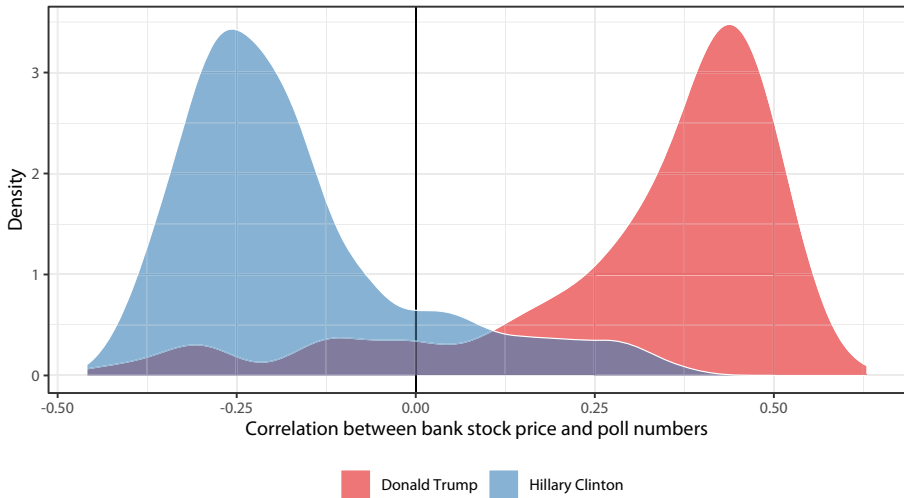 Density
3
2
1
0
-0.50
-0.25
0.00
0.25
0.50
Correlation between bank stock price and poll numbers
Donald Trump
Hillary Clinton